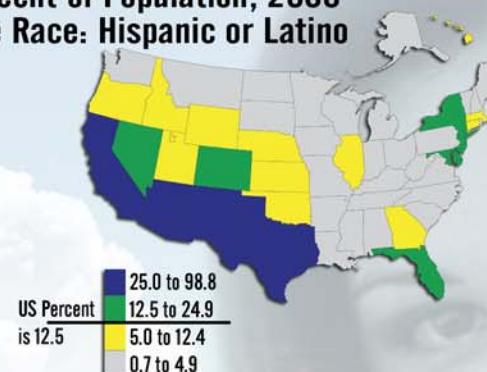 Race: Hispanic or Latino
25.0 to 98.8
US Percent 12.5 to 24.9
is 12.5 5.0 to 12.4
0.7 to 4.9